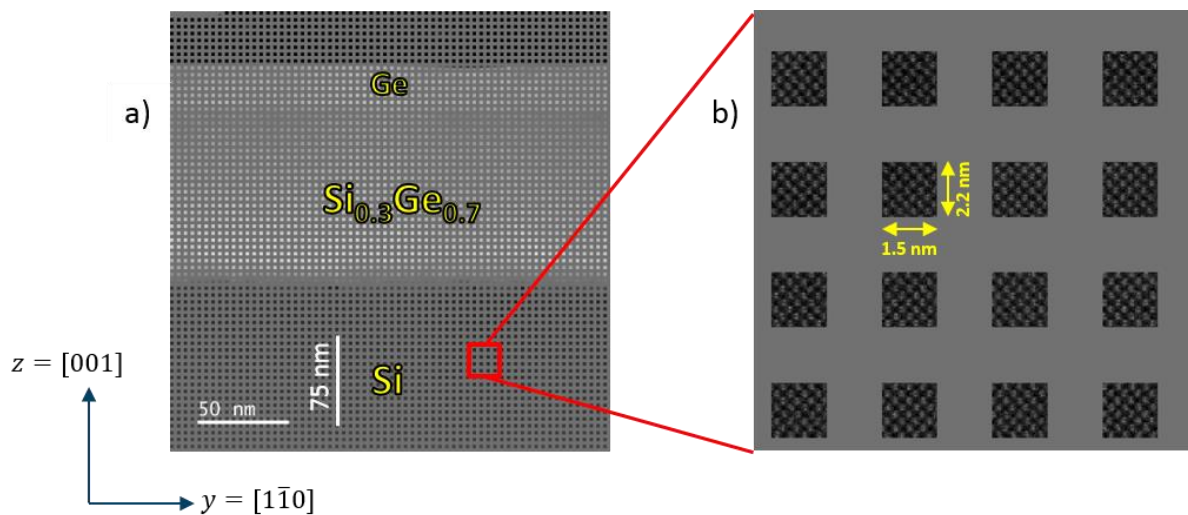 a)
Ge
Si0.3Ge0.7
Si
75 nm
50 nm
z = [001]
y = [11̄0]
b)
2.2 nm
1.5 nm